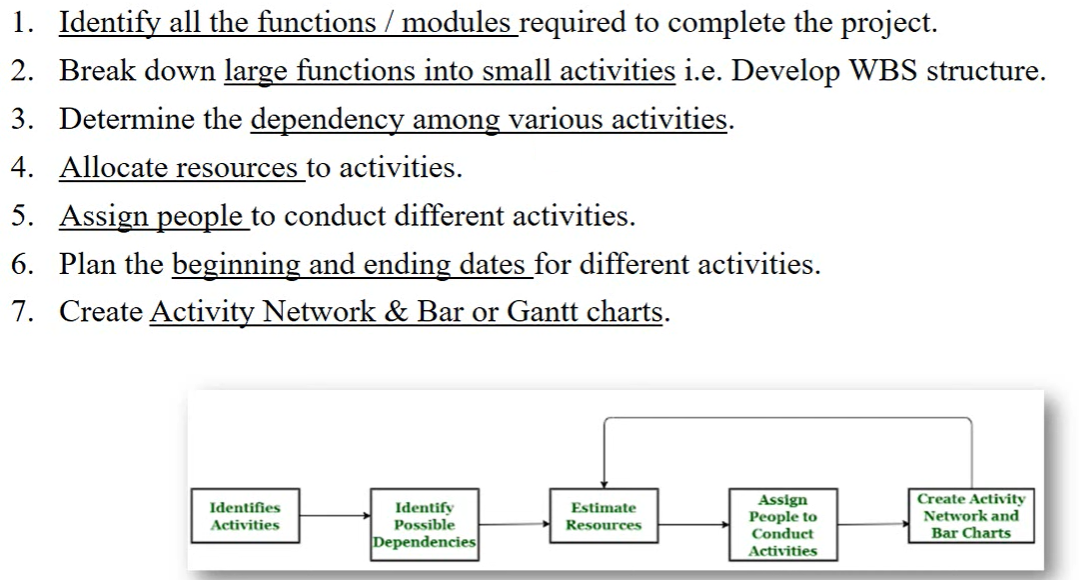 1. Identify all the functions / modules required to complete the project.
2. Break down large functions into small activities i.e. Develop WBS structure.
3. Determine the dependency among various activities.
4. Allocate resources to activities.
5. Assign people to conduct different activities.
6. Plan the beginning and ending dates for different activities.
7. Create Activity Network & Bar or Gantt charts.
Identifies
Activities
Identify
Possible
Dependencies
Estimate
Resources
Assign
People to
Conduct
Activities
Create Activity
Network and
Bar Charts